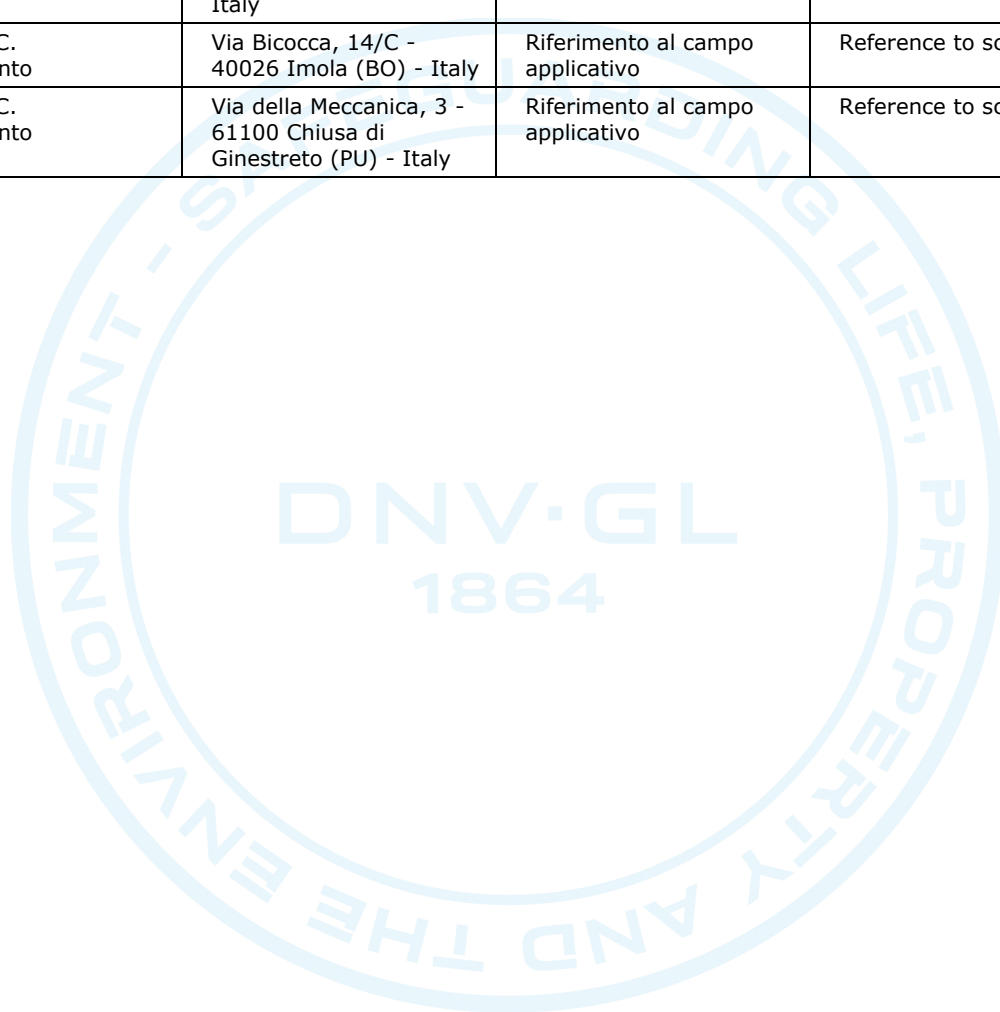 Italy
C.
nto
Via Bicocca, 14/C -
40026 Imola (BO) - Italy
Riferimento al campo
applicativo
Reference to sc
C.
nto
Via della Meccanica, 3 -
61100 Chiusa di
Ginestreto (PU) - Italy
Riferimento al campo
applicativo
Reference to sc
SAFEGUARDING LIFE, PROPERTY AND THE ENVIRONMENT -
DNV·GL
1864